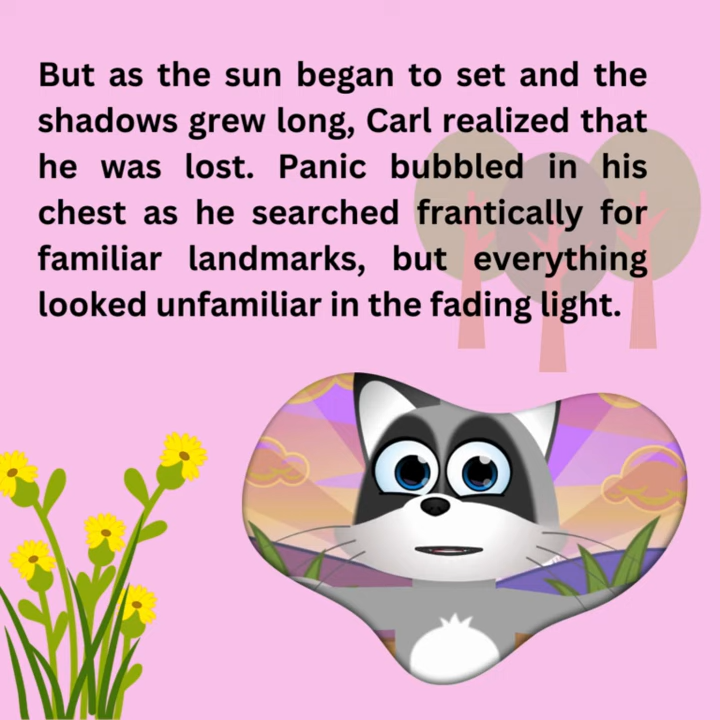 But as the sun began to set and the
shadows grew long, Carl realized that
he was lost. Panic bubbled in his
chest as he searched frantically for
familiar landmarks, but everything
looked unfamiliar in the fading light.